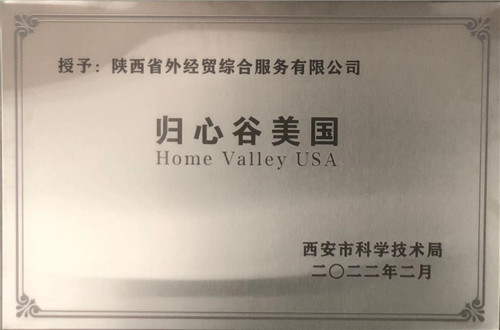 授予：陕西省外经贸综合服务有限公司
归心谷美国
Home Valley USA
西安市科学技术局
二〇二二年二月